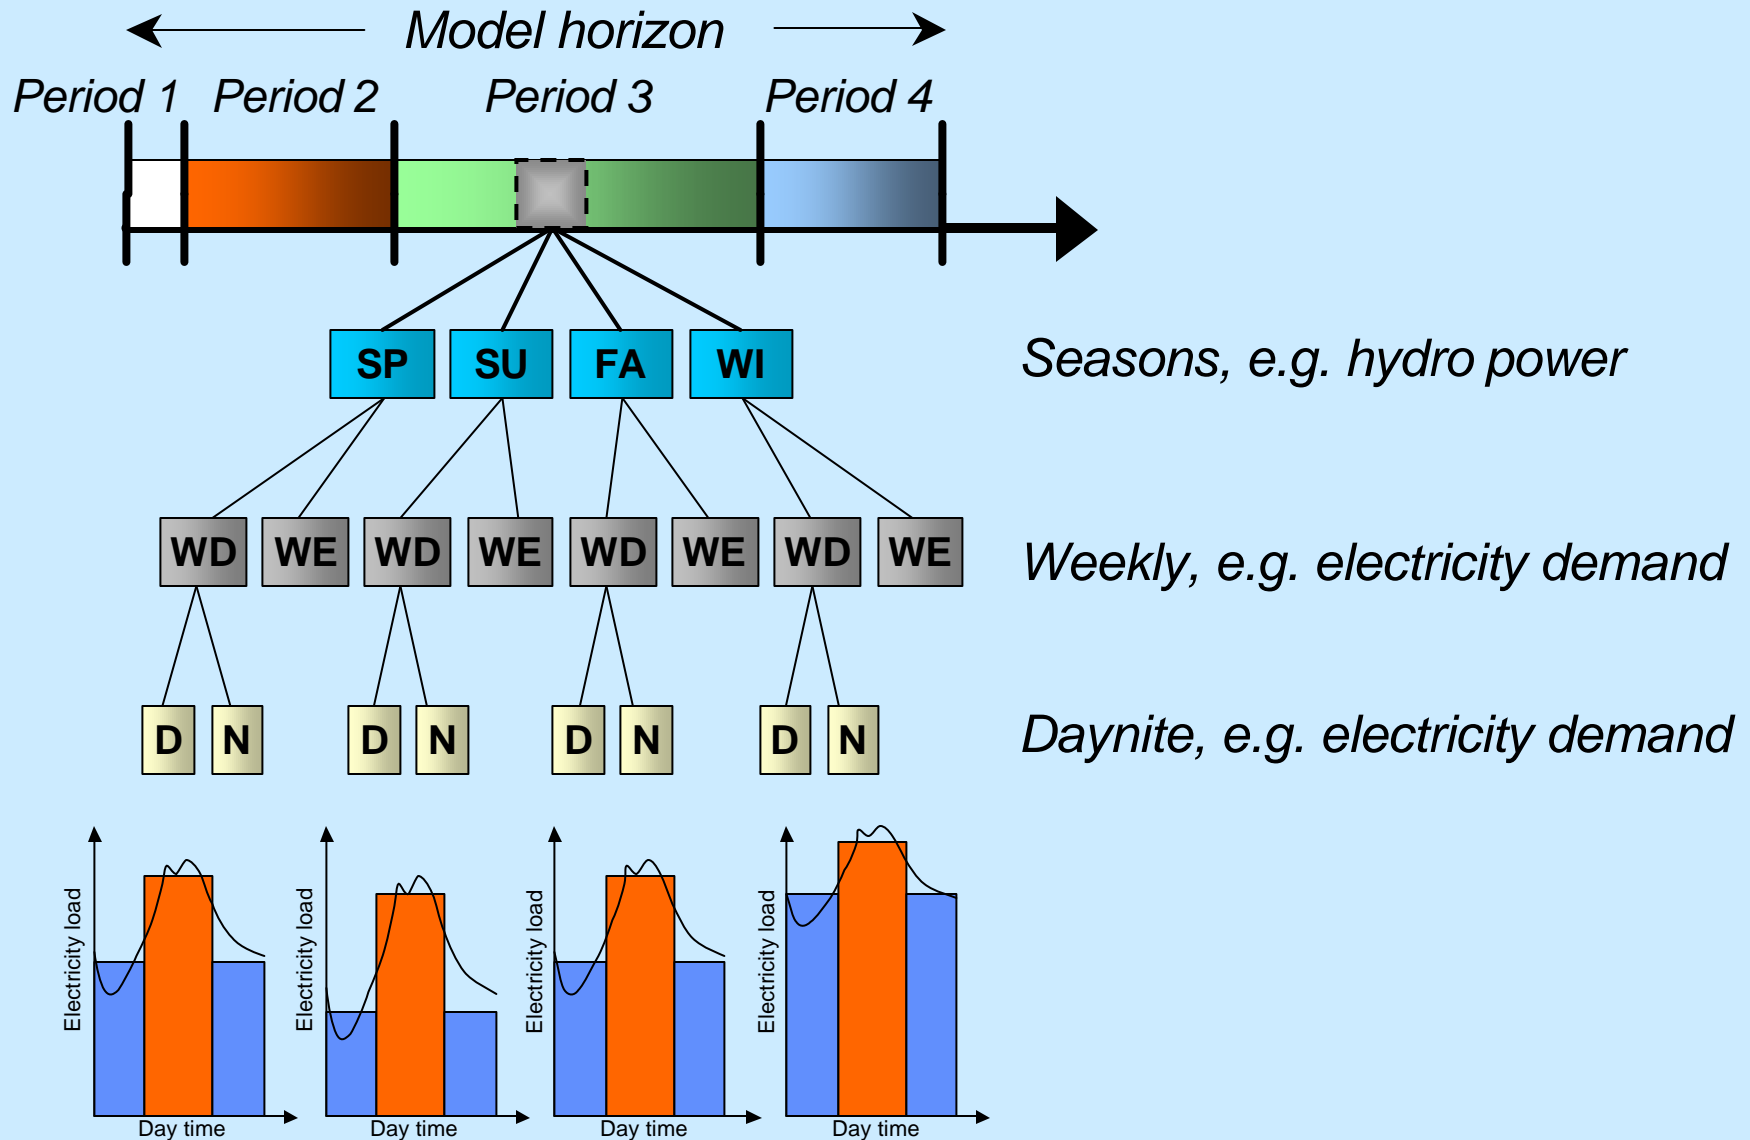 Model horizon
Period 1 Period 2 Period 3 Period 4
SP SU FA WI
Seasons, e.g. hydro power
WD WE WD WE WD WE WD WE
Weekly, e.g. electricity demand
D N D N D N D N
Daynite, e.g. electricity demand
Electricity load
Day time
Electricity load
Day time
Electricity load
Day time
Electricity load
Day time